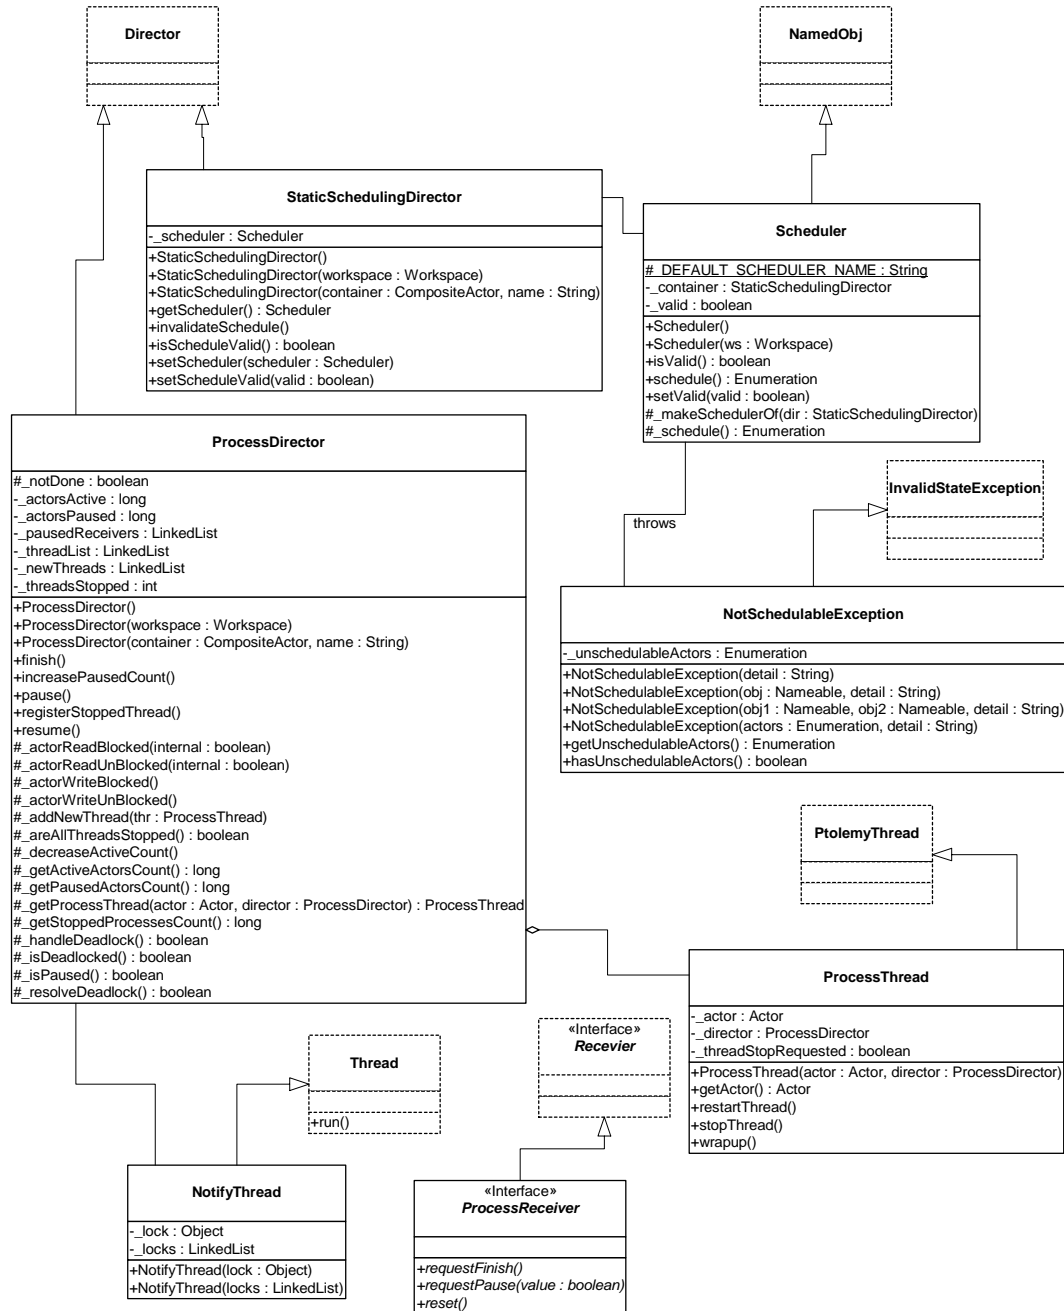 Director
NamedObj
StaticSchedulingDirector
-_scheduler : Scheduler
+StaticSchedulingDirector()
+StaticSchedulingDirector(workspace : Workspace)
+StaticSchedulingDirector(container : CompositeActor, name : String)
+getScheduler() : Scheduler
+invalidateSchedule()
+isScheduleValid() : boolean
+setScheduler(scheduler : Scheduler)
+setScheduleValid(valid : boolean)
Scheduler
#_DEFAULT_SCHEDULER_NAME : String
-_container : StaticSchedulingDirector
-_valid : boolean
+Scheduler()
+Scheduler(ws : Workspace)
+isValid() : boolean
+schedule() : Enumeration
+setValid(valid : boolean)
#_makeSchedulerOf(dir : StaticSchedulingDirector)
#_schedule() : Enumeration
ProcessDirector
#_notDone : boolean
-_actorsActive : long
-_actorsPaused : long
-_pausedReceivers : LinkedList
-_threadList : LinkedList
-_newThreads : LinkedList
-_threadsStopped : int
+ProcessDirector()
+ProcessDirector(workspace : Workspace)
+ProcessDirector(container : CompositeActor, name : String)
+finish()
+increasePausedCount()
+pause()
+registerStoppedThread()
+resume()
#_actorReadBlocked(internal : boolean)
#_actorReadUnBlocked(internal : boolean)
#_actorWriteBlocked()
#_actorWriteUnBlocked()
#_addNewThread(thr : ProcessThread)
#_areAllThreadsStopped() : boolean
#_decreaseActiveCount()
#_getActiveActorsCount() : long
#_getPausedActorsCount() : long
#_getProcessThread(actor : Actor, director : ProcessDirector) : ProcessThread
#_getStoppedProcessesCount() : long
#_handleDeadlock() : boolean
#_isDeadlocked() : boolean
#_isPaused() : boolean
#_resolveDeadlock() : boolean
InvalidStateException
throws
NotSchedulableException
-_unschedulableActors : Enumeration
+NotSchedulableException(detail : String)
+NotSchedulableException(obj : Nameable, detail : String)
+NotSchedulableException(obj1 : Nameable, obj2 : Nameable, detail : String)
+NotSchedulableException(actors : Enumeration, detail : String)
+getUnschedulableActors() : Enumeration
+hasUnschedulableActors() : boolean
PtolemyThread
ProcessThread
-_actor : Actor
-_director : ProcessDirector
-_threadStopRequested : boolean
+ProcessThread(actor : Actor, director : ProcessDirector)
+getActor() : Actor
+restartThread()
+stopThread()
+wrapup()
Thread
+run()
«Interface»
Recevier
NotifyThread
-_lock : Object
-_locks : LinkedList
+NotifyThread(lock : Object)
+NotifyThread(locks : LinkedList)
«Interface»
ProcessReceiver
+requestFinish()
+requestPause(value : boolean)
+reset()